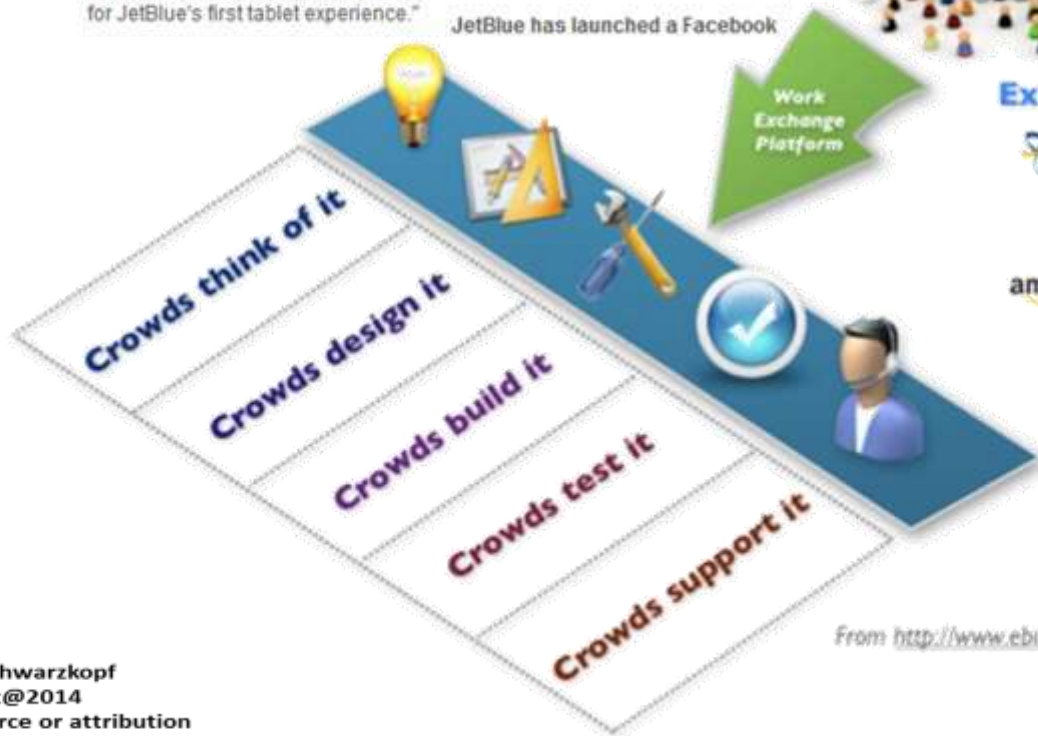 for JetBlue's first tablet experience."
JetBlue has launched a Facebook
Work
Exchange
Platform
Ex
am
Crowds think of it
Crowds design it
Crowds build it
Crowds test it
Crowds support it
From http://www.eb
hwarzkopf
@2014
rce or attribution